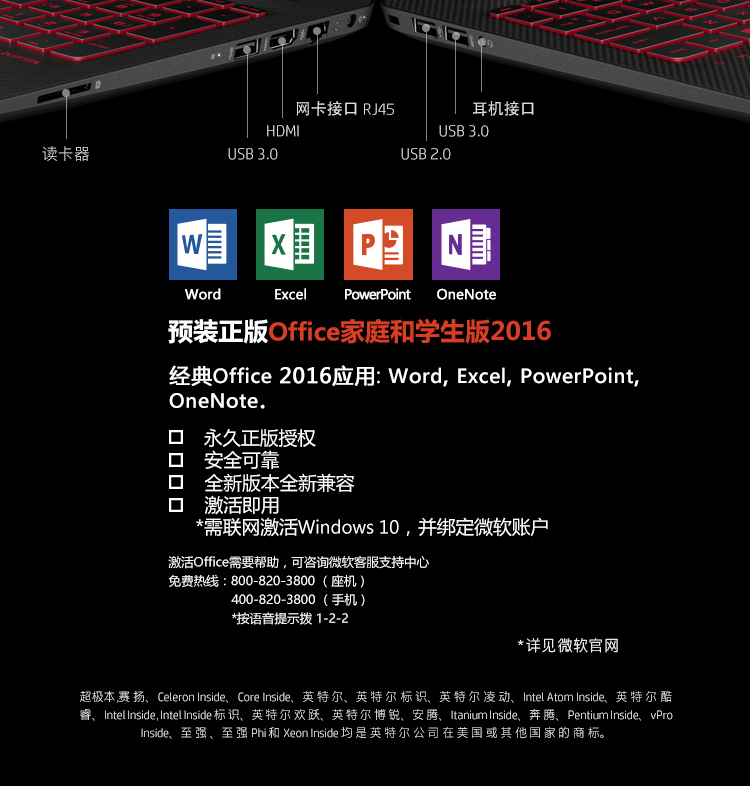 网卡接口 RJ45
耳机接口
HDMI
USB 3.0
读卡器
USB 3.0
USB 2.0
Word
Excel
PowerPoint
OneNote
预装正版Office家庭和学生版2016
经典Office 2016应用: Word, Excel, PowerPoint,
OneNote.
永久正版授权
安全可靠
全新版本全新兼容
激活即用
*需联网激活Windows 10，并绑定微软账户
激活Office需要帮助，可咨询微软客服支持中心
免费热线：800-820-3800（座机）
400-820-3800（手机）
*按语音提示拨 1-2-2
*详见微软官网
超极本,赛扬、Celeron Inside、Core Inside、英特尔、英特尔标识、英特尔凌动、Intel Atom Inside、英特尔酷
睿、Intel Inside, Intel Inside 标识、英特尔欢跃、英特尔博锐、安腾、Itanium Inside、奔腾、Pentium Inside、vPro
Inside、至强、至强 Phi 和 Xeon Inside 均是英特尔公司在美国或其他国家的商标。